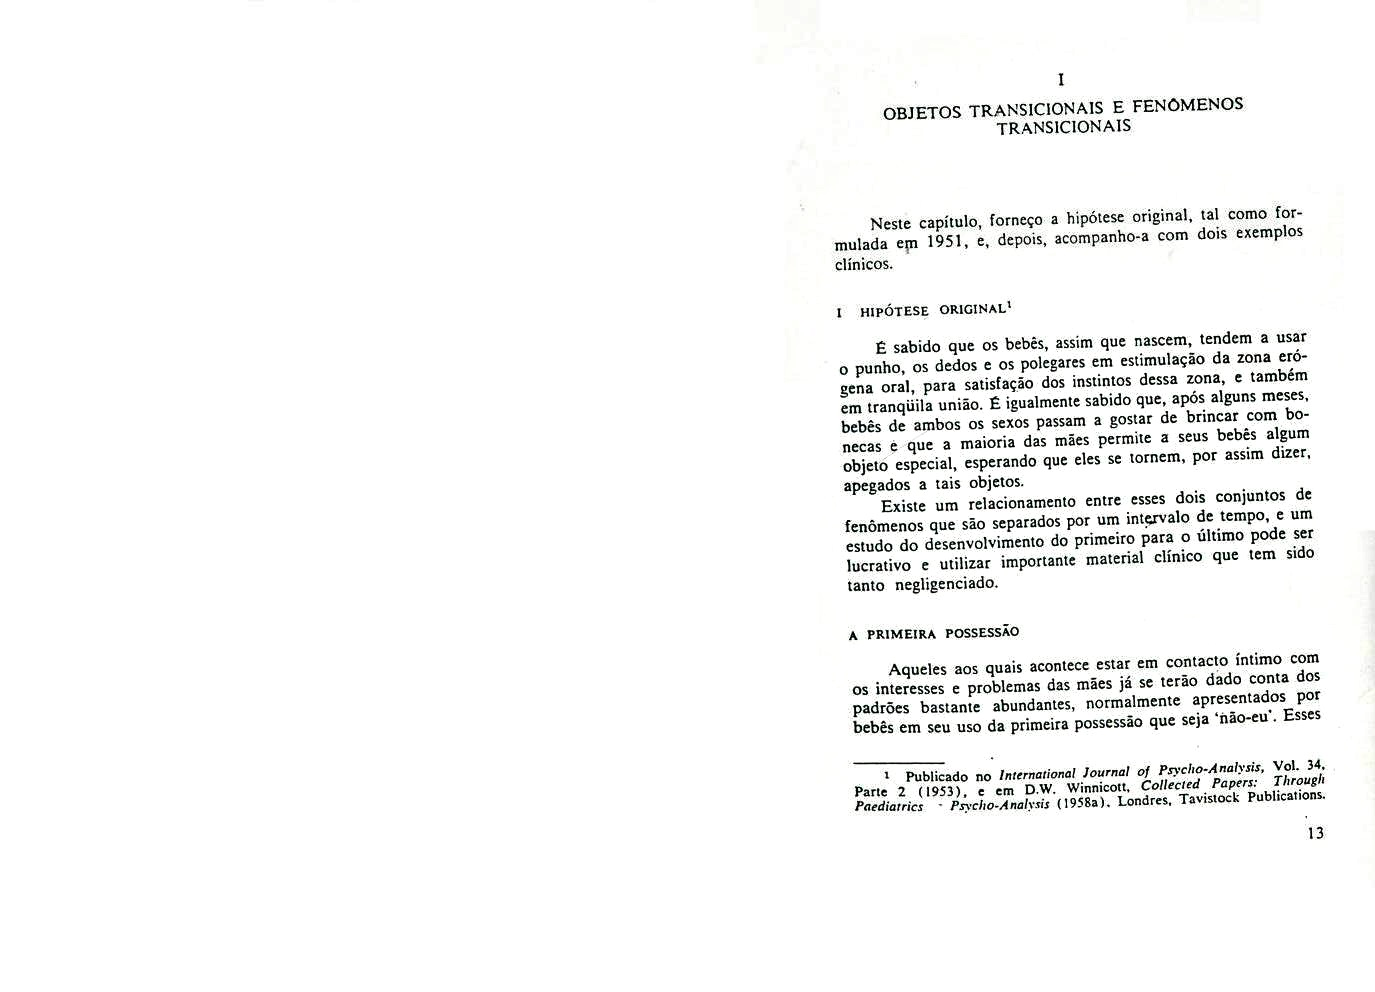 I
OBJETOS TRANSICIONAIS E FENÔMENOS
TRANSICIONAIS
Neste capítulo, forneço a hipótese original, tal como for-
mulada em 1951, e, depois, acompanho-a com dois exemplos
clínicos.
I HIPÓTESE ORIGINAL¹
É sabido que os bebês, assim que nascem, tendem a usar
o punho, os dedos e os polegares em estimulação da zona eró-
gena oral, para satisfação dos instintos dessa zona, e também
em tranqüila união. É igualmente sabido que, após alguns meses,
bebês de ambos os sexos passam a gostar de brincar com bo-
necas e que a maioria das mães permite a seus bebês algum
objeto especial, esperando que eles se tornem, por assim dizer,
apegados a tais objetos.
Existe um relacionamento entre esses dois conjuntos de
fenômenos que são separados por um intervalo de tempo, e um
estudo do desenvolvimento do primeiro para o último pode ser
lucrativo e utilizar importante material clínico que tem sido
tanto negligenciado.
A PRIMEIRA POSSESSÃO
Aqueles aos quais acontece estar em contacto íntimo com
os interesses e problemas das mães já se terão dado conta dos
padrões bastante abundantes, normalmente apresentados por
bebês em seu uso da primeira possessão que seja 'não-eu'. Esses
¹ Publicado no International Journal of Psycho-Analysis, Vol. 34,
Parte 2 (1953), e em D.W. Winnicott, Collected Papers: Through
Paediatrics - Psycho-Analysis (1958a). Londres, Tavistock Publications.
13